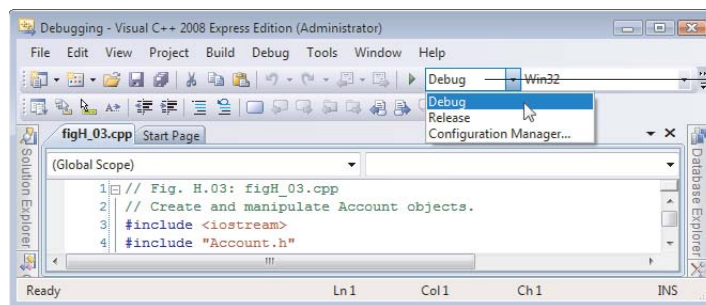 Debugging - Visual C++ 2008 Express Edition (Administrator)
File Edit View Project Build Debug Tools Window Help
Debug Win32
Debug
Release
Configuration Manager...
figH_03.cpp Start Page
(Global Scope)
1 // Fig. H.03: figH_03.cpp
2 // Create and manipulate Account objects.
3 #include <iostream>
4 #include "Account.h"
Solution Explorer
Database Explorer
Ready Ln 1 Col 1 Ch 1 INS